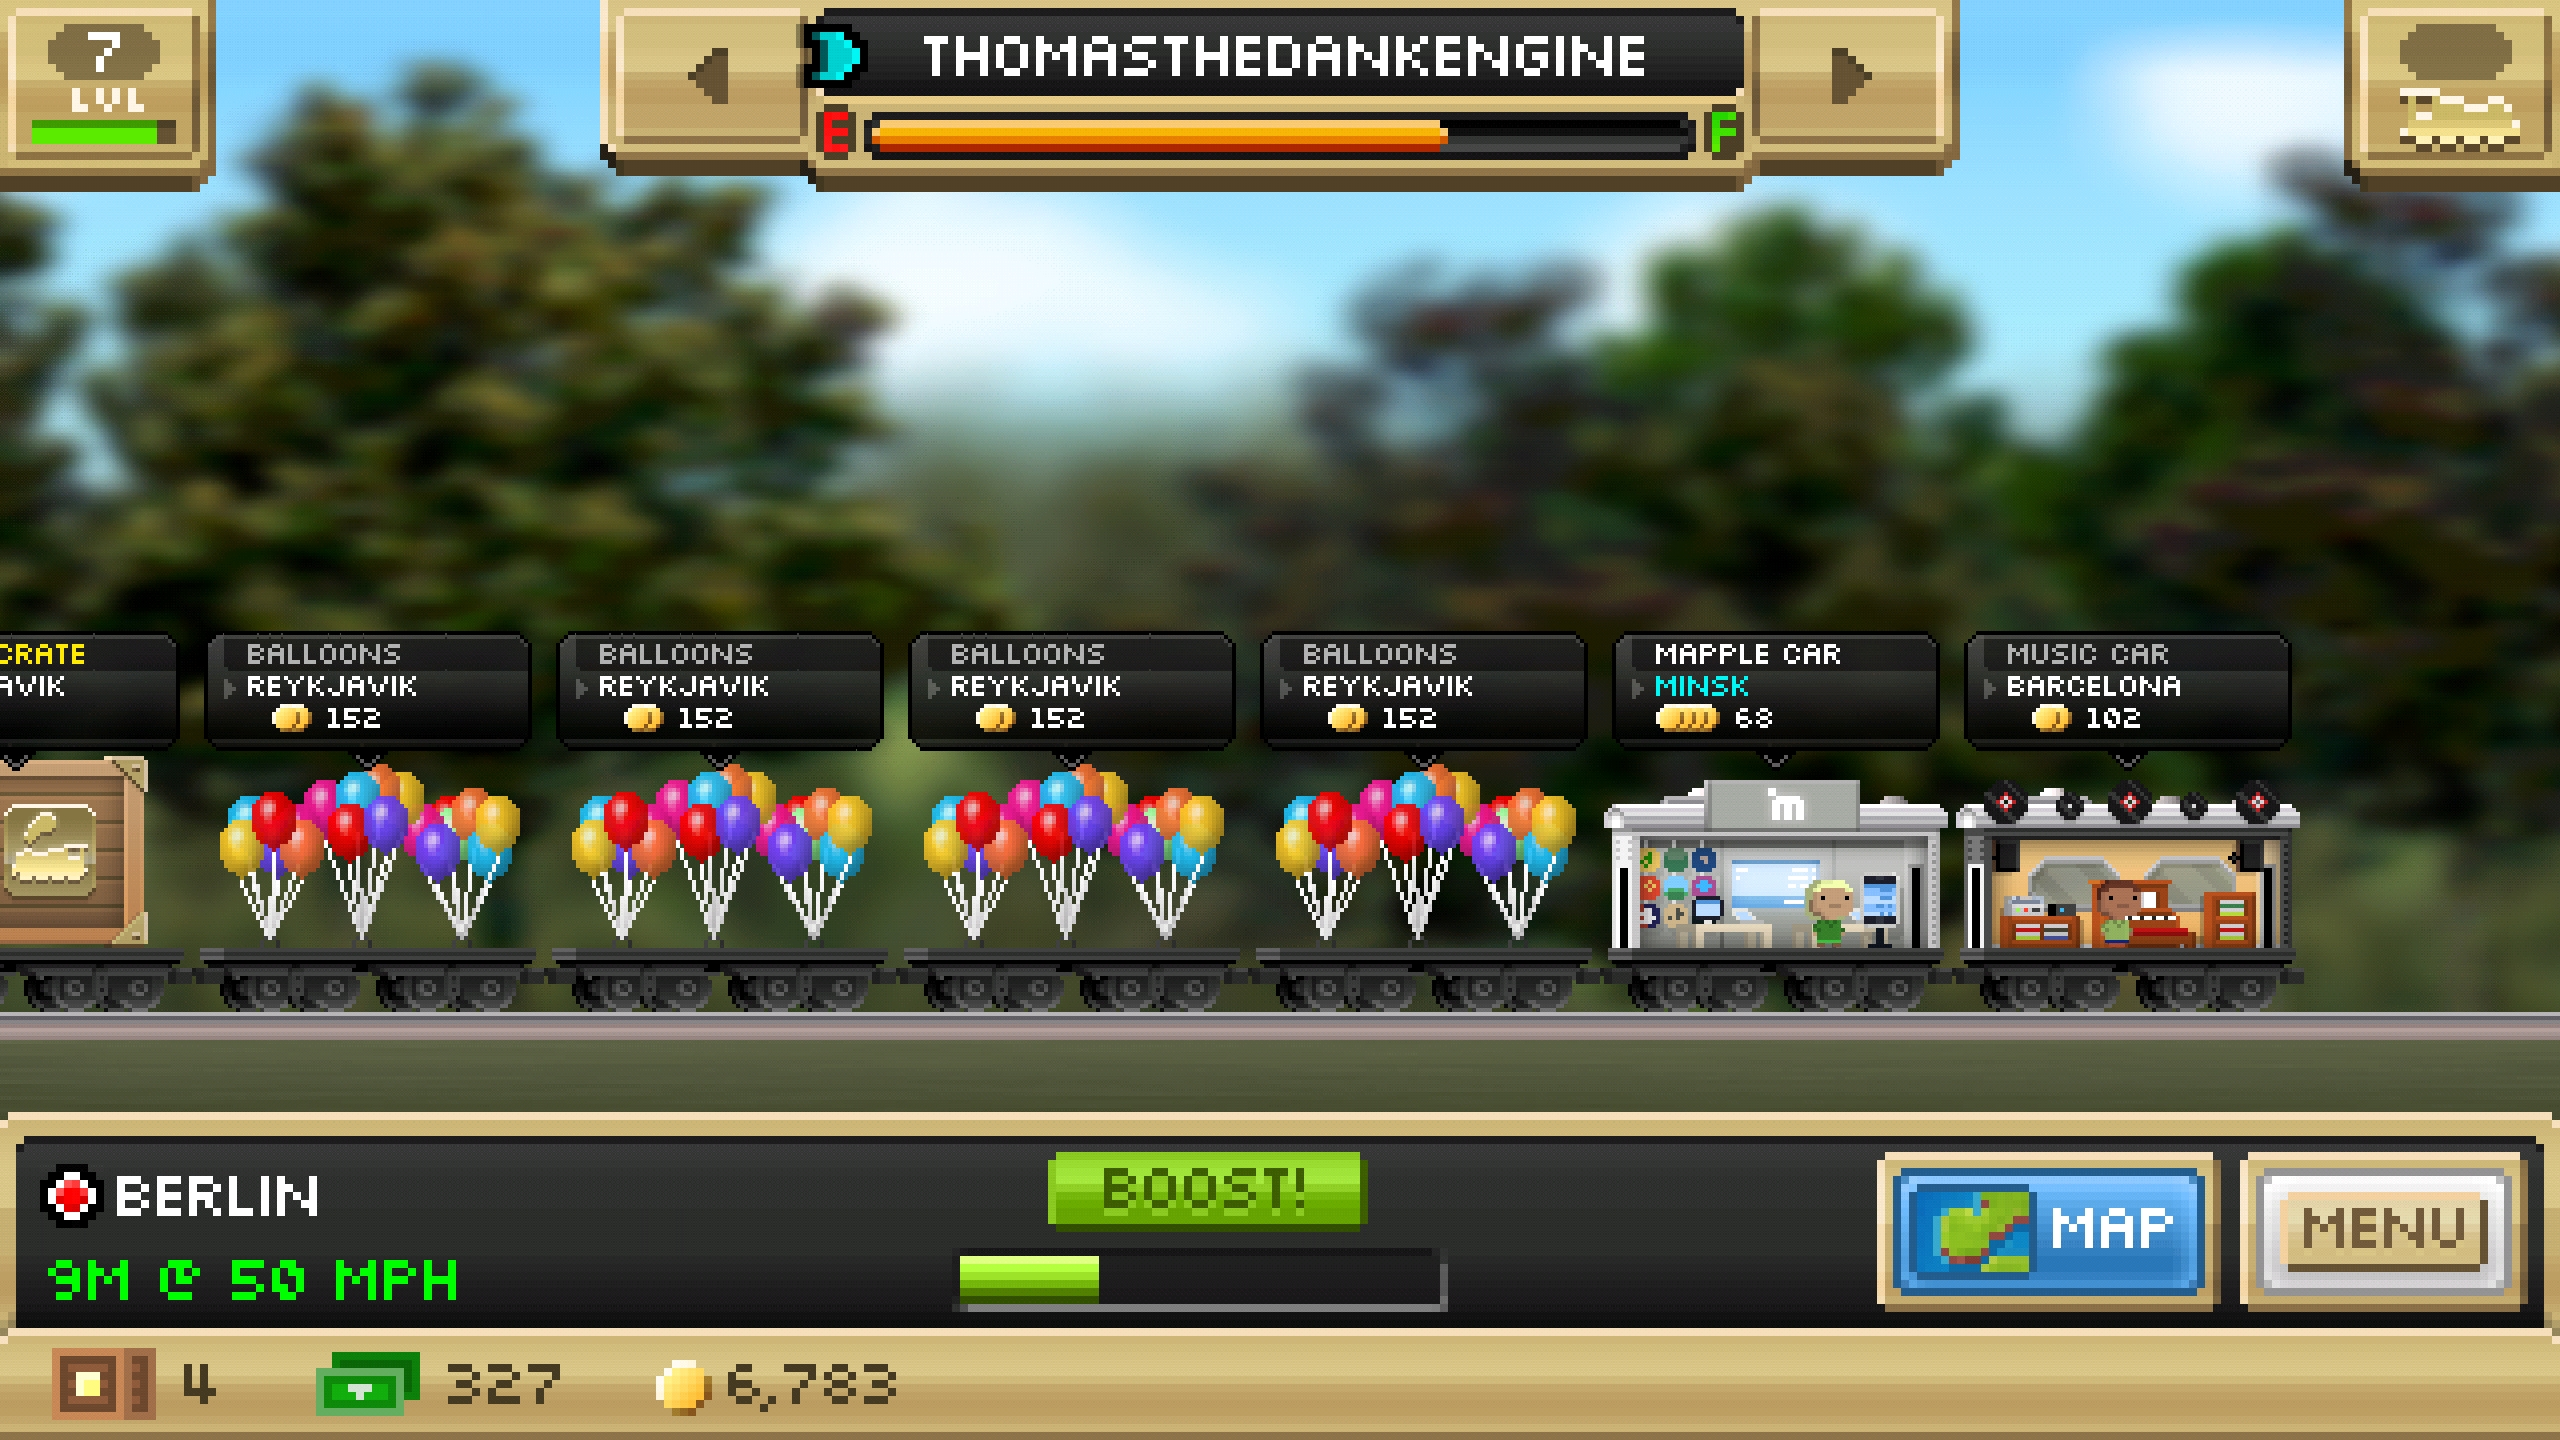 7
LVL
THOMASTHEDANKENGINE
E F
CRATE
AVIK
BALLOONS
REYKJAVIK
152
BALLOONS
REYKJAVIK
152
BALLOONS
REYKJAVIK
152
BALLOONS
REYKJAVIK
152
MAPPLE CAR
MINSK
68
MUSIC CAR
BARCELONA
102
m
BERLIN
9M @ 50 MPH
BOOST!
MAP
MENU
4
327
6,783